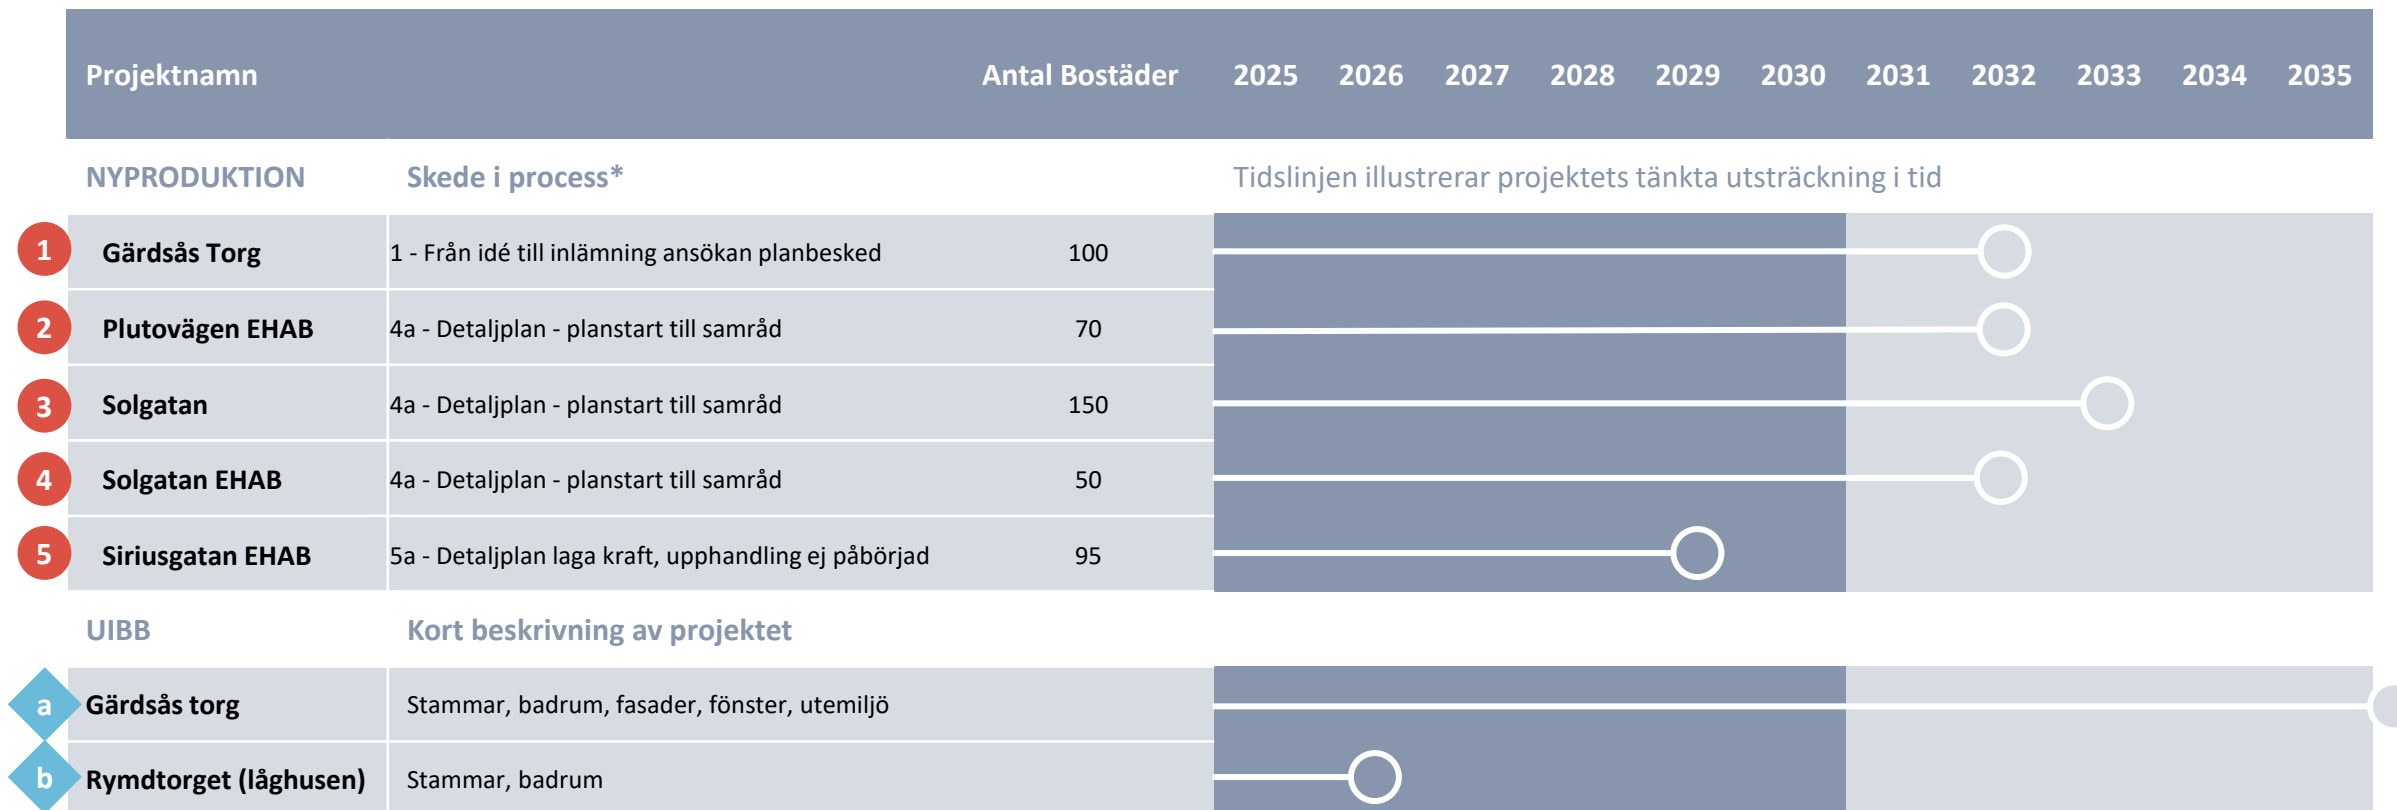 Projektnamn Antal Bostäder 2025 2026 2027 2028 2029 2030 2031 2032 2033 2034 2035
NYPRODUKTION Skede i process* Tidslinjen illustrerar projektets tänkta utsträckning i tid
1 Gärdsås Torg 1 - Från idé till inlämning ansökan planbesked 100
2 Plutovägen EHAB 4a - Detaljplan - planstart till samråd 70
3 Solgatan 4a - Detaljplan - planstart till samråd 150
4 Solgatan EHAB 4a - Detaljplan - planstart till samråd 50
5 Siriusgatan EHAB 5a - Detaljplan laga kraft, upphandling ej påbörjad 95
UIBB Kort beskrivning av projektet
a Gärdsås torg Stammar, badrum, fasader, fönster, utemiljö
b Rymdtorget (låghusen) Stammar, badrum